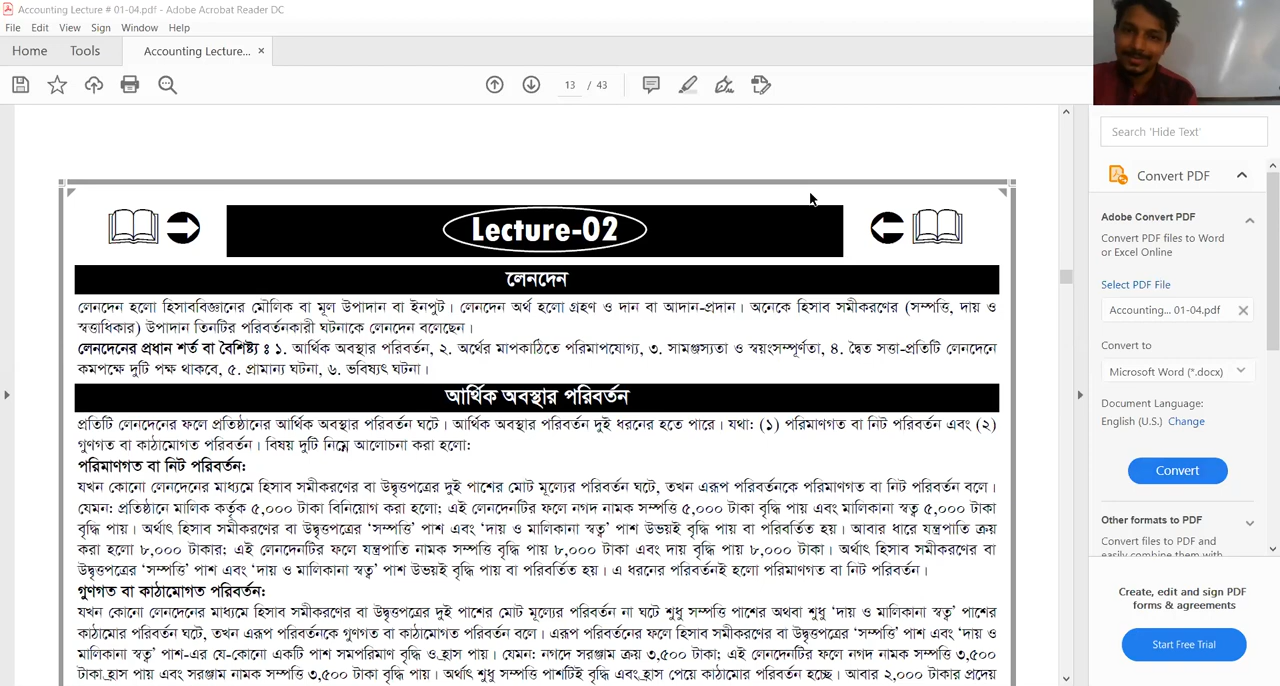 Accounting Lecture # 01-04.pdf - Adobe Acrobat Reader DC
File Edit View Sign Window Help
Home Tools Accounting Lecture... ×
13 / 43
Search 'Hide Text'
Convert PDF
Adobe Convert PDF
Convert PDF files to Word
or Excel Online
Select PDF File
Accounting... 01-04.pdf
Convert to
Microsoft Word (*.docx)
Document Language:
English (U.S.) Change
Convert
Other formats to PDF
Convert files to PDF and
easily combine them with
Create, edit and sign PDF
forms & agreements
Start Free Trial
Lecture-02
লেনদেন
লেনদেন হলো হিসাববিজ্ঞানের মৌলিক বা মূল উপাদান বা ইনপুট। লেনদেন অর্থ হলো গ্রহণ ও দান বা আদান-প্রদান। অনেকে হিসাব সমীকরণের (সম্পত্তি, দায় ও
স্বত্তাধিকার) উপাদান তিনটির পরিবর্তনকারী ঘটনাকে লেনদেন বলেছেন।
লেনদেনের প্রধান শর্ত বা বৈশিষ্ট্য ঃ ১. আর্থিক অবস্থার পরিবর্তন, ২. অর্থের মাপকাঠিতে পরিমাপযোগ্য, ৩. সামঞ্জস্যতা ও স্বয়ংসম্পূর্ণতা, ৪. দ্বৈত সত্তা-প্রতিটি লেনদেনে
কমপক্ষে দুটি পক্ষ থাকবে, ৫. প্রামান্য ঘটনা, ৬. ভবিষ্যৎ ঘটনা।
আর্থিক অবস্থার পরিবর্তন
প্রতিটি লেনদেনের ফলে প্রতিষ্ঠানের আর্থিক অবস্থার পরিবর্তন ঘটে। আর্থিক অবস্থার পরিবর্তন দুই ধরনের হতে পারে। যথা: (১) পরিমাণগত বা নিট পরিবর্তন এবং (২)
গুণগত বা কাঠামোগত পরিবর্তন। বিষয় দুটি নিম্নে আলোচনা করা হলো:
পরিমাণগত বা নিট পরিবর্তন:
যখন কোনো লেনদেনের মাধ্যমে হিসাব সমীকরণের বা উদ্বৃত্তপত্রের দুই পাশের মোট মূল্যের পরিবর্তন ঘটে, তখন এরূপ পরিবর্তনকে পরিমাণগত বা নিট পরিবর্তন বলে।
যেমন: প্রতিষ্ঠানে মালিক কর্তৃক ৫,০০০ টাকা বিনিয়োগ করা হলো; এই লেনদেনটির ফলে নগদ নামক সম্পত্তি ৫,০০০ টাকা বৃদ্ধি পায় এবং মালিকানা স্বত্ব ৫,০০০ টাকা
বৃদ্ধি পায়। অর্থাৎ হিসাব সমীকরণের বা উদ্বৃত্তপত্রের ‘সম্পত্তি’ পাশ এবং ‘দায় ও মালিকানা স্বত্ব’ পাশ উভয়ই বৃদ্ধি পায় বা পরিবর্তিত হয়। আবার ধারে যন্ত্রপাতি ক্রয়
করা হলো ৮,০০০ টাকার; এই লেনদেনটির ফলে যন্ত্রপাতি নামক সম্পত্তি বৃদ্ধি পায় ৮,০০০ টাকা এবং দায় বৃদ্ধি পায় ৮,০০০ টাকা। অর্থাৎ হিসাব সমীকরণের বা
উদ্বৃত্তপত্রের ‘সম্পত্তি’ পাশ এবং ‘দায় ও মালিকানা স্বত্ব’ পাশ উভয়ই বৃদ্ধি পায় বা পরিবর্তিত হয়। এ ধরনের পরিবর্তনই হলো পরিমাণগত বা নিট পরিবর্তন।
গুণগত বা কাঠামোগত পরিবর্তন:
যখন কোনো লেনদেনের মাধ্যমে হিসাব সমীকরণের বা উদ্বৃত্তপত্রের দুই পাশের মোট মূল্যের পরিবর্তন না ঘটে শুধু সম্পত্তি পাশের অথবা শুধু ‘দায় ও মালিকানা স্বত্ব’ পাশের
কাঠামোর পরিবর্তন ঘটে, তখন এরূপ পরিবর্তনকে গুণগত বা কাঠামোগত পরিবর্তন বলে। এরূপ পরিবর্তনের ফলে হিসাব সমীকরণের বা উদ্বৃত্তপত্রের ‘সম্পত্তি’ পাশ এবং ‘দায় ও
মালিকানা স্বত্ব’ পাশ-এর যে-কোনো একটি পাশ সমপরিমাণ বৃদ্ধি ও হ্রাস পায়। যেমন: নগদে সরঞ্জাম ক্রয় ৩,৫০০ টাকা; এই লেনদেনটির ফলে নগদ নামক সম্পত্তি ৩,৫০০
টাকা হ্রাস পায় এবং সরঞ্জাম নামক সম্পত্তি ৩,৫০০ টাকা বৃদ্ধি পায়। অর্থাৎ শুধু সম্পত্তি পাশটিই বৃদ্ধি এবং হ্রাস পেয়ে কাঠামোর পরিবর্তন হচ্ছে। আবার ২,০০০ টাকার প্রদেয়